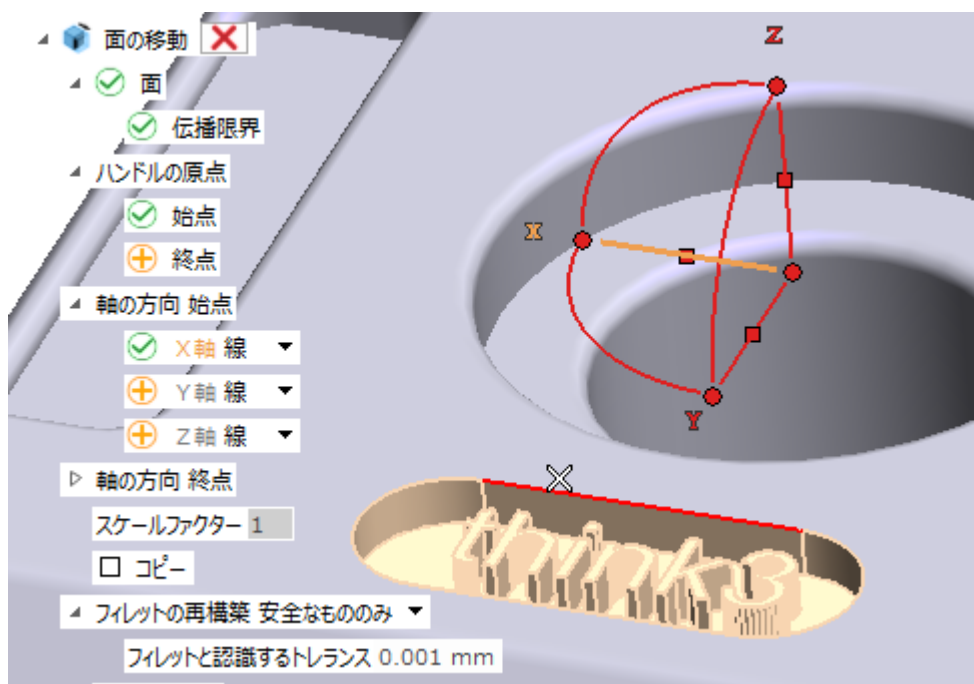 面の移動
面
伝播限界
ハンドルの原点
始点
終点
軸の方向 始点
X 軸 線
Y 軸 線
Z 軸 線
軸の方向 終点
スケールファクター 1
コピー
フィレットの再構築 安全なもののみ
フィレットと認識するトレランス 0.001 mm
Z
X
Y
think3